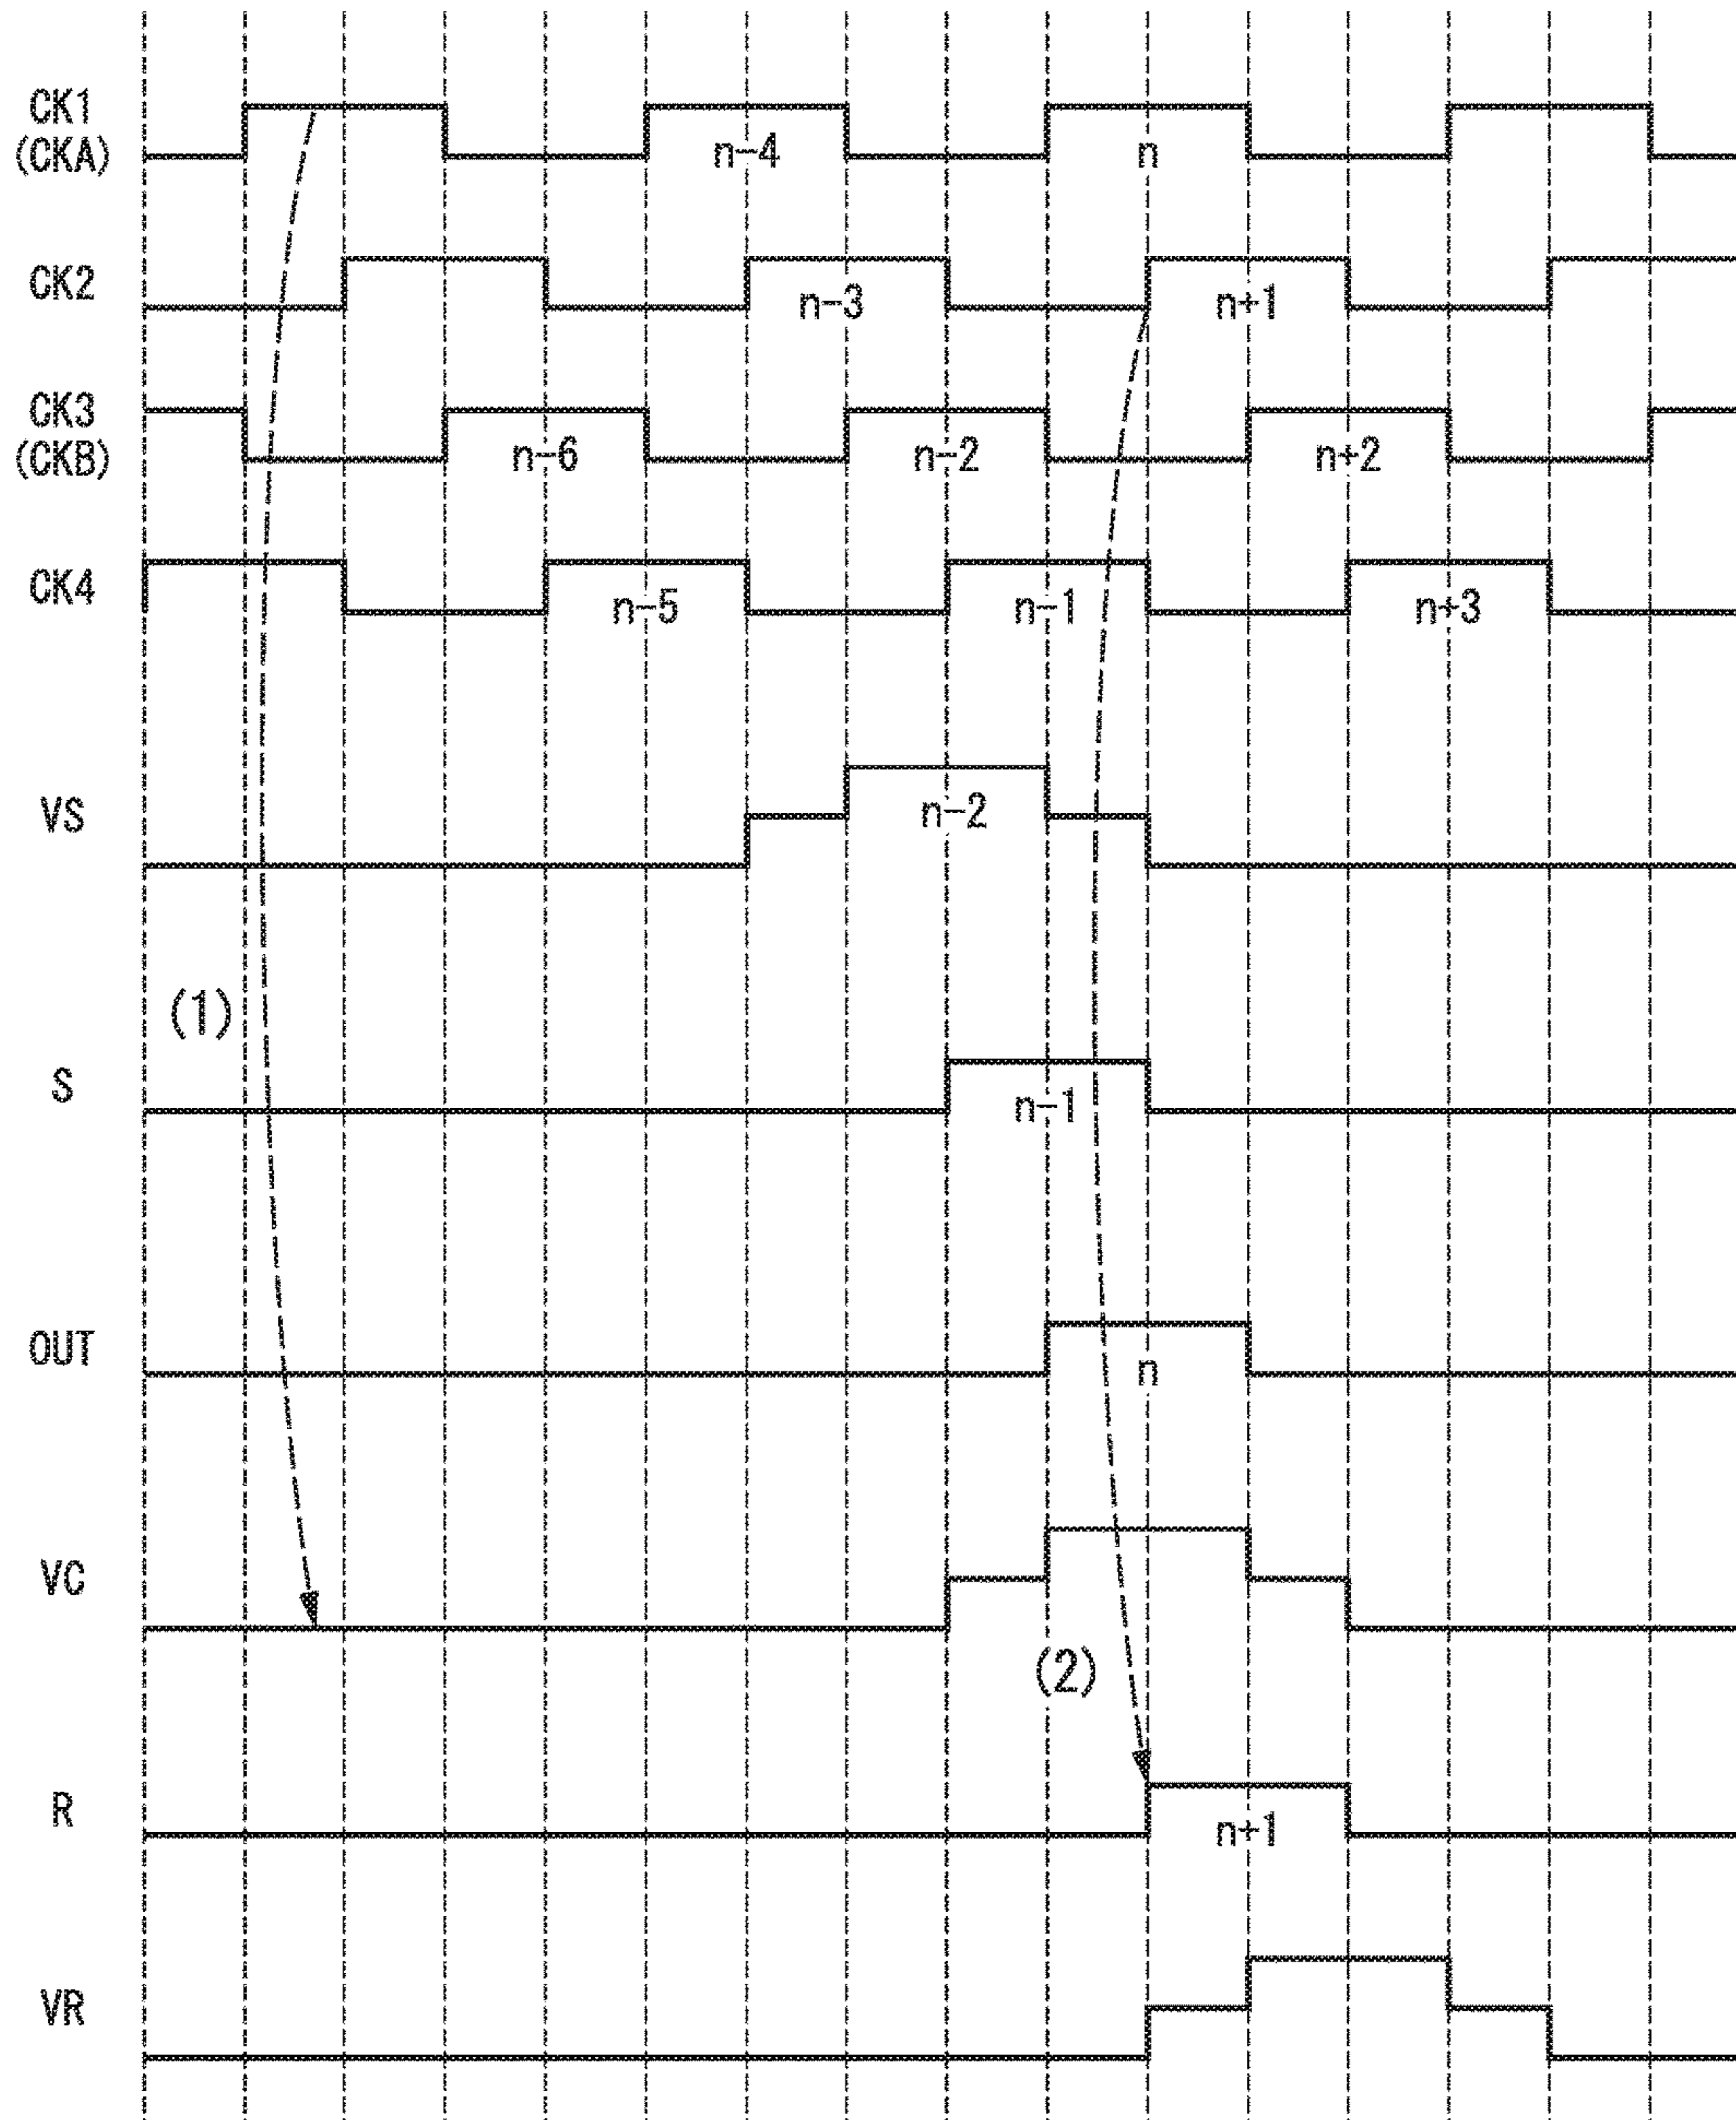 CK1
(CKA)
n-4
n
CK2
n-3
n+1
CK3
(CKB)
n-6
n-2
n+2
CK4
n-5
n-1
n+3
VS
n-2
(1)
S
n-1
OUT
n
VC
(2)
R
n+1
VR